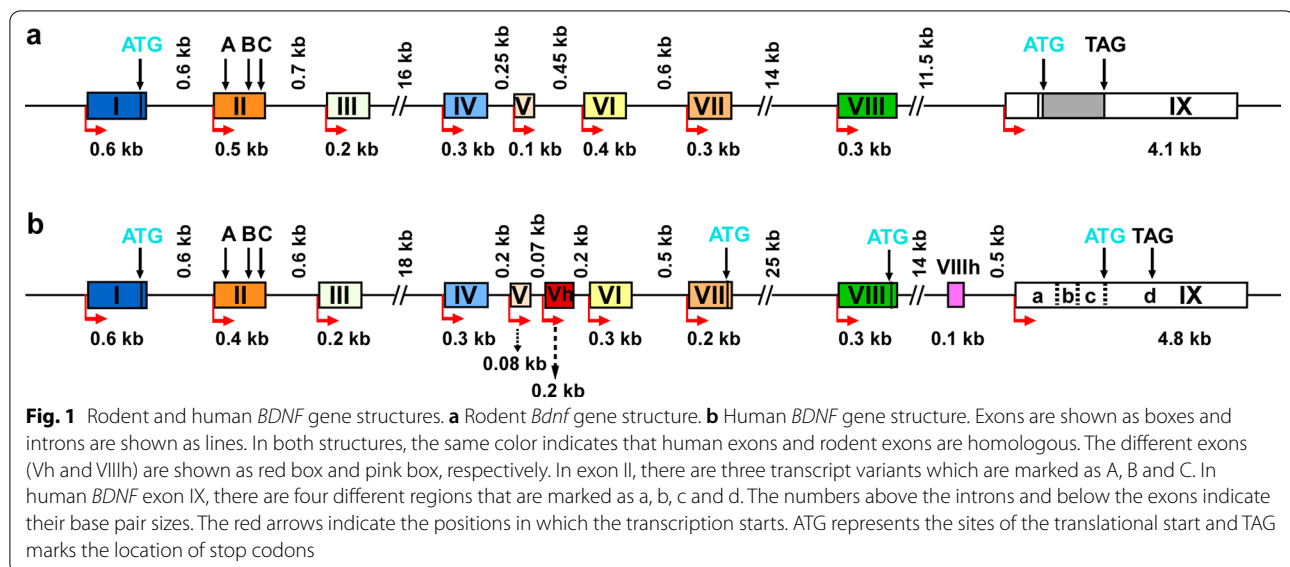 a
ATG 0.6 kb A B C 0.7 kb 16 kb 0.25 kb 0.45 kb 0.6 kb 14 kb 11.5 kb ATG TAG
I II III IV V VI VII VIII IX
0.6 kb 0.5 kb 0.2 kb 0.3 kb 0.1 kb 0.4 kb 0.3 kb 0.3 kb 4.1 kb
b
ATG 0.6 kb A B C 0.6 kb 18 kb 0.2 kb 0.07 kb 0.2 kb 0.5 kb ATG 25 kb ATG 14 kb VIIIh 0.5 kb ATG TAG
I II III IV V Vh VI VII VIII a b c d IX
0.6 kb 0.4 kb 0.2 kb 0.3 kb 0.3 kb 0.2 kb 0.3 kb 0.1 kb 4.8 kb
0.08 kb
0.2 kb
Fig. 1 Rodent and human BDNF gene structures. a Rodent Bdnf gene structure. b Human BDNF gene structure. Exons are shown as boxes and
introns are shown as lines. In both structures, the same color indicates that human exons and rodent exons are homologous. The different exons
(Vh and VIIIh) are shown as red box and pink box, respectively. In exon II, there are three transcript variants which are marked as A, B and C. In
human BDNF exon IX, there are four different regions that are marked as a, b, c and d. The numbers above the introns and below the exons indicate
their base pair sizes. The red arrows indicate the positions in which the transcription starts. ATG represents the sites of the translational start and TAG
marks the location of stop codons